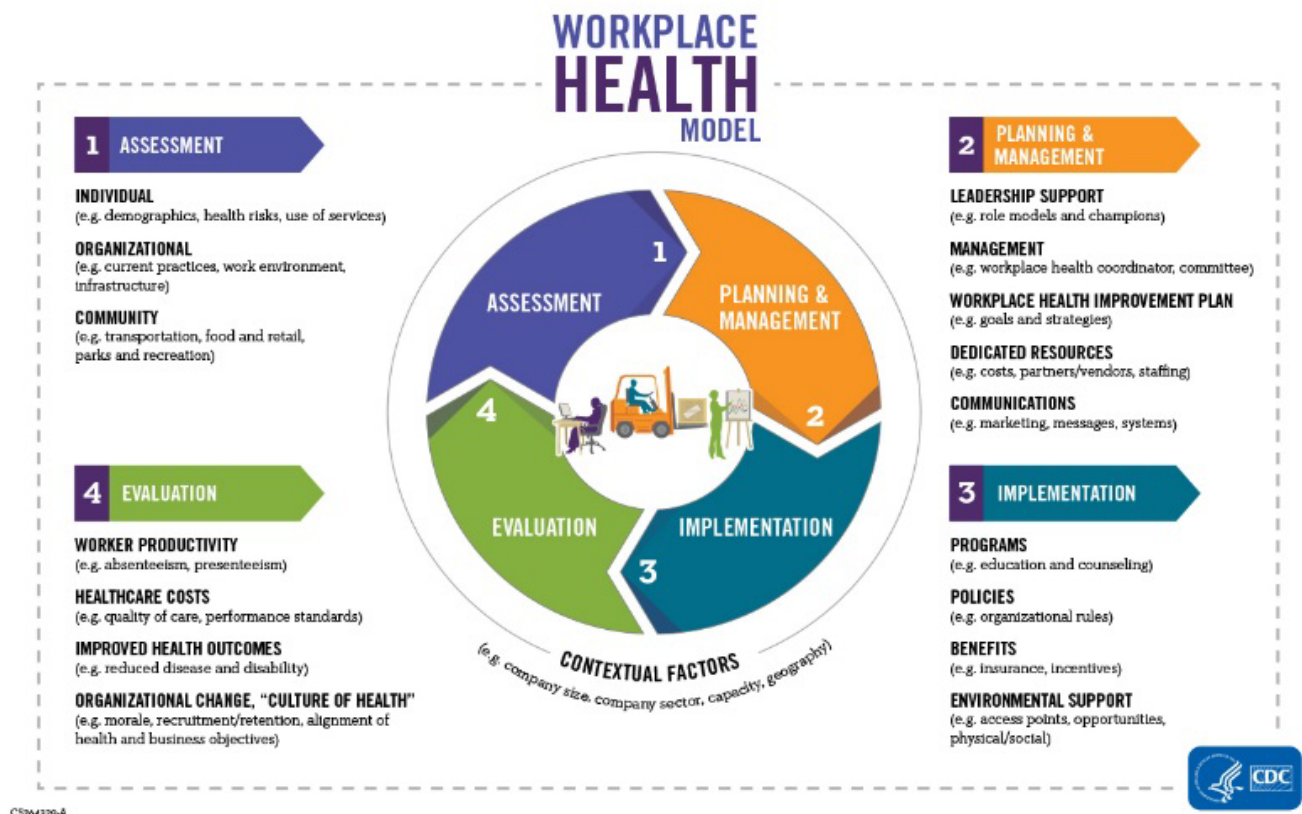 WORKPLACE
HEALTH
MODEL
1 ASSESSMENT
INDIVIDUAL
(e.g. demographics, health risks, use of services)
ORGANIZATIONAL
(e.g. current practices, work environment,
infrastructure)
COMMUNITY
(e.g. transportation, food and retail,
parks and recreation)
2 PLANNING &
MANAGEMENT
LEADERSHIP SUPPORT
(e.g. role models and champions)
MANAGEMENT
(e.g. workplace health coordinator, committee)
WORKPLACE HEALTH IMPROVEMENT PLAN
(e.g. goals and strategies)
DEDICATED RESOURCES
(e.g. costs, partners/vendors, staffing)
COMMUNICATIONS
(e.g. marketing, messages, systems)
1
ASSESSMENT
PLANNING &
MANAGEMENT
2
4
EVALUATION
IMPLEMENTATION
3
CONTEXTUAL FACTORS
(e.g. company size, company sector, capacity, geography)
4 EVALUATION
WORKER PRODUCTIVITY
(e.g. absenteeism, presenteeism)
HEALTHCARE COSTS
(e.g. quality of care, performance standards)
IMPROVED HEALTH OUTCOMES
(e.g. reduced disease and disability)
ORGANIZATIONAL CHANGE, “CULTURE OF HEALTH”
(e.g. morale, recruitment/retention, alignment of
health and business objectives)
3 IMPLEMENTATION
PROGRAMS
(e.g. education and counseling)
POLICIES
(e.g. organizational rules)
BENEFITS
(e.g. insurance, incentives)
ENVIRONMENTAL SUPPORT
(e.g. access points, opportunities,
physical/social)
CDC